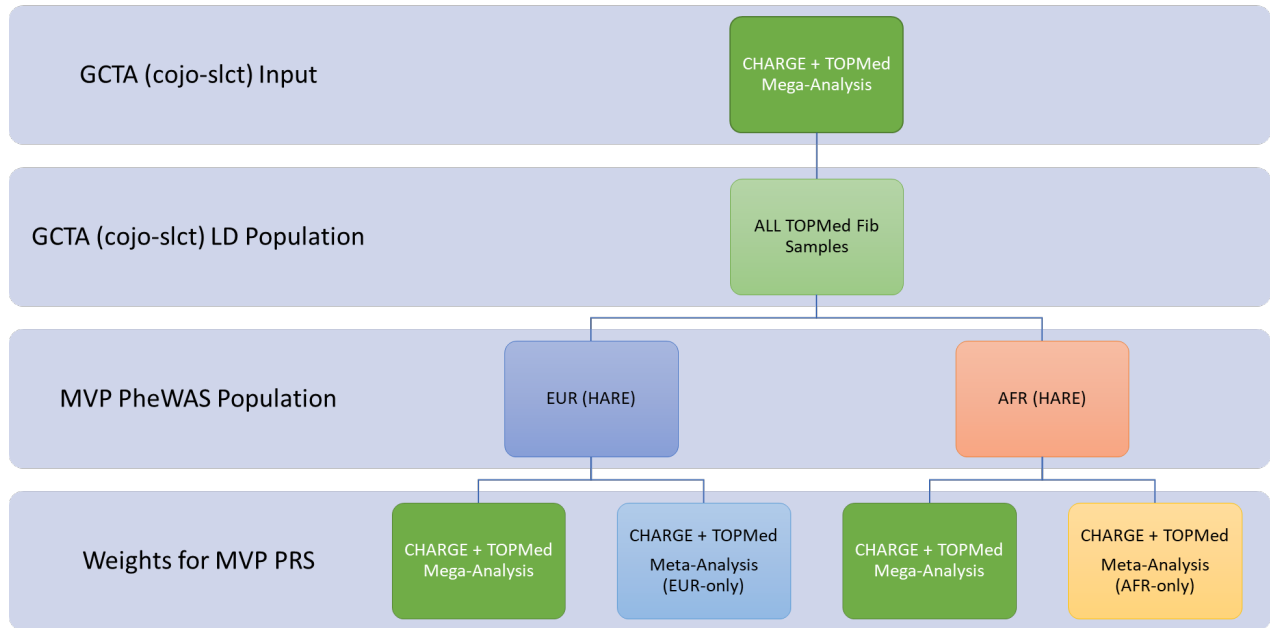 GCTA (cojo-slct) Input
CHARGE + TOPMed
Mega-Analysis
GCTA (cojo-slct) LD Population
ALL TOPMed Fib
Samples
MVP PheWAS Population
EUR (HARE)
AFR (HARE)
Weights for MVP PRS
CHARGE + TOPMed
Mega-Analysis
CHARGE + TOPMed
Meta-Analysis
(EUR-only)
CHARGE + TOPMed
Mega-Analysis
CHARGE + TOPMed
Meta-Analysis
(AFR-only)